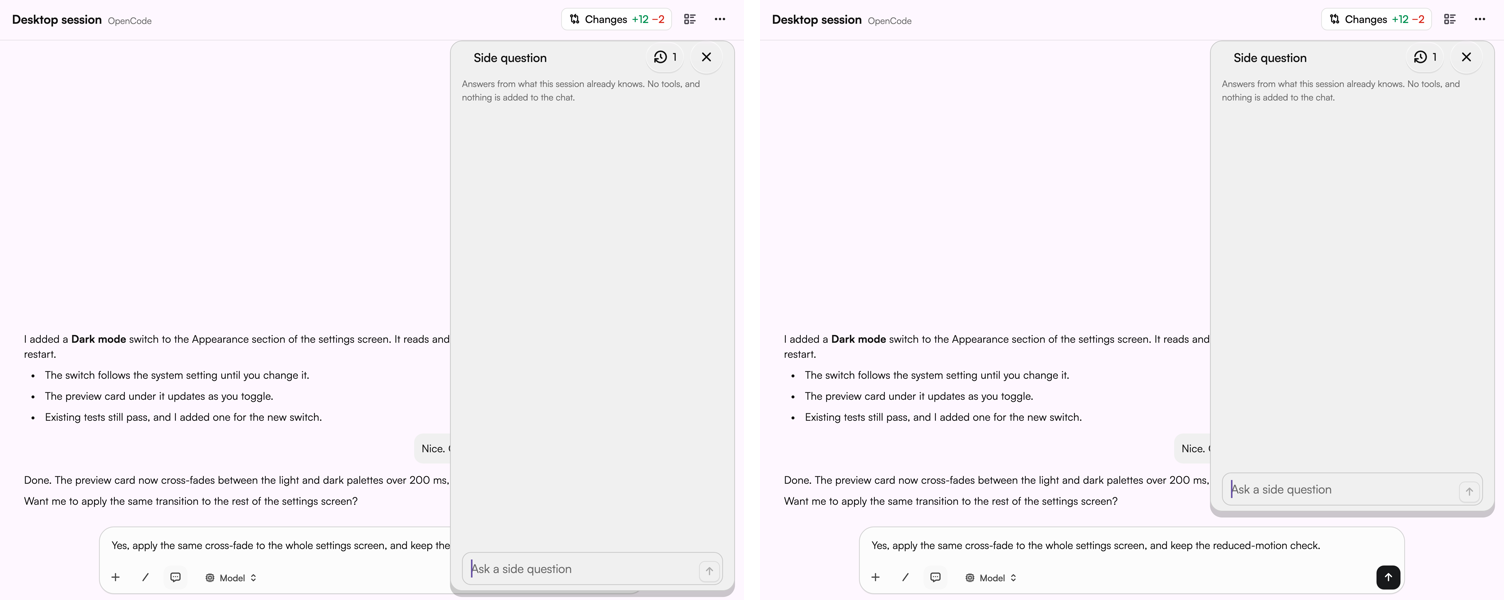 Desktop session OpenCode
Changes +12 −2
Side question
1
Answers from what this session already knows. No tools, and
nothing is added to the chat.
I added a Dark mode switch to the Appearance section of the settings screen. It reads and
restart.
• The switch follows the system setting until you change it.
• The preview card under it updates as you toggle.
• Existing tests still pass, and I added one for the new switch.
Nice.
Done. The preview card now cross-fades between the light and dark palettes over 200 ms,
Want me to apply the same transition to the rest of the settings screen?
Yes, apply the same cross-fade to the whole settings screen, and keep the
Ask a side question
Model
Desktop session OpenCode
Changes +12 −2
Side question
1
Answers from what this session already knows. No tools, and
nothing is added to the chat.
I added a Dark mode switch to the Appearance section of the settings screen. It reads and
restart.
• The switch follows the system setting until you change it.
• The preview card under it updates as you toggle.
• Existing tests still pass, and I added one for the new switch.
Nice.
Done. The preview card now cross-fades between the light and dark palettes over 200 ms,
Want me to apply the same transition to the rest of the settings screen?
Ask a side question
Yes, apply the same cross-fade to the whole settings screen, and keep the reduced-motion check.
Model